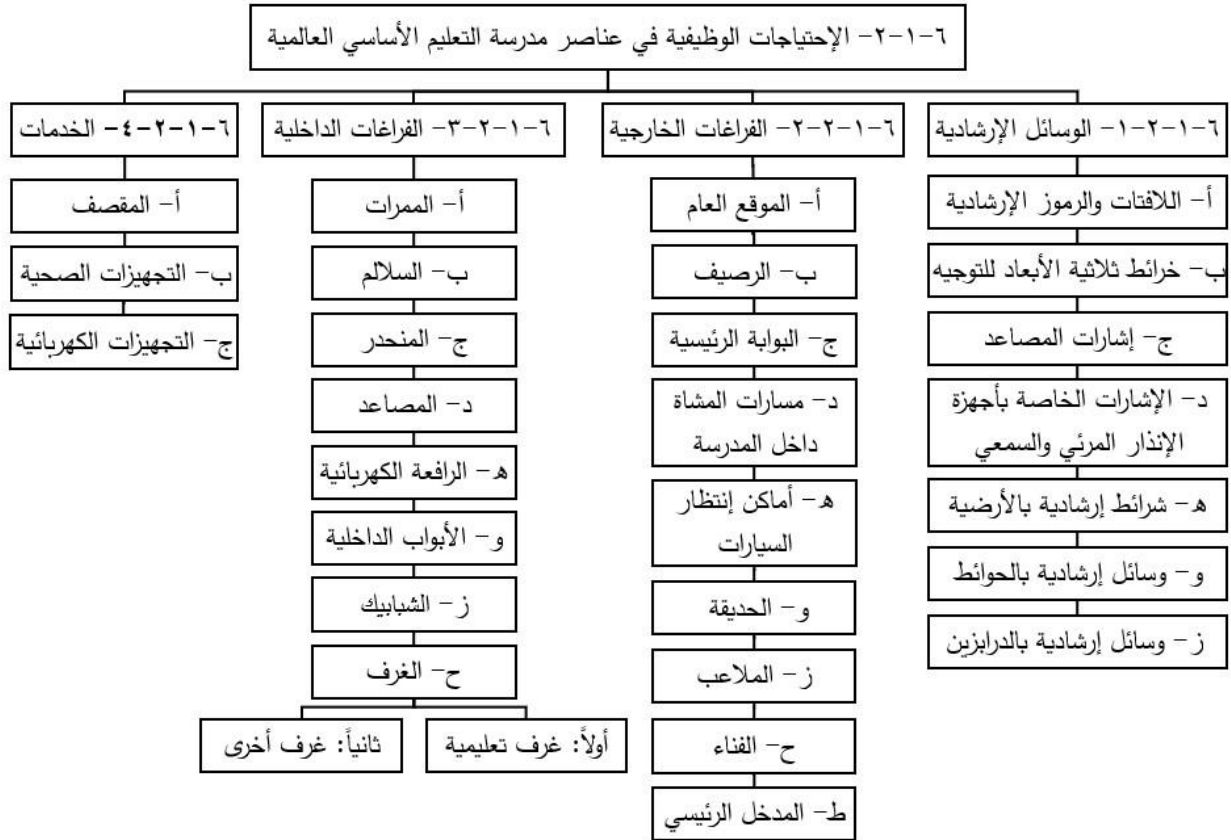 ٦-١-٢- الإحتياجات الوظيفية في عناصر مدرسة التعليم الأساسي العالمية
٦-١-٢-١- الوسائل الإرشادية
أ- اللافتات والرموز الإرشادية
ب- خرائط ثلاثية الأبعاد للتوجيه
ج- إشارات المصاعد
د- الإشارات الخاصة بأجهزة
الإنذار المرئي والسمعي
ه- شرائط إرشادية بالأرضية
و- وسائل إرشادية بالحوائط
ز- وسائل إرشادية بالدرابزين
٦-١-٢-٢- الفراغات الخارجية
أ- الموقع العام
ب- الرصيف
ج- البوابة الرئيسية
د- مسارات المشاة
داخل المدرسة
ه- أماكن إنتظار
السيارات
و- الحديقة
ز- الملاعب
ح- الفناء
ط- المدخل الرئيسي
٦-١-٢-٣- الفراغات الداخلية
أ- الممرات
ب- السلالم
ج- المنحدر
د- المصاعد
ه- الرافعة الكهربائية
و- الأبواب الداخلية
ز- الشبابيك
ح- الغرف
أولاً: غرف تعليمية
ثانياً: غرف أخرى
٦-١-٢-٤- الخدمات
أ- المقصف
ب- التجهيزات الصحية
ج- التجهيزات الكهربائية